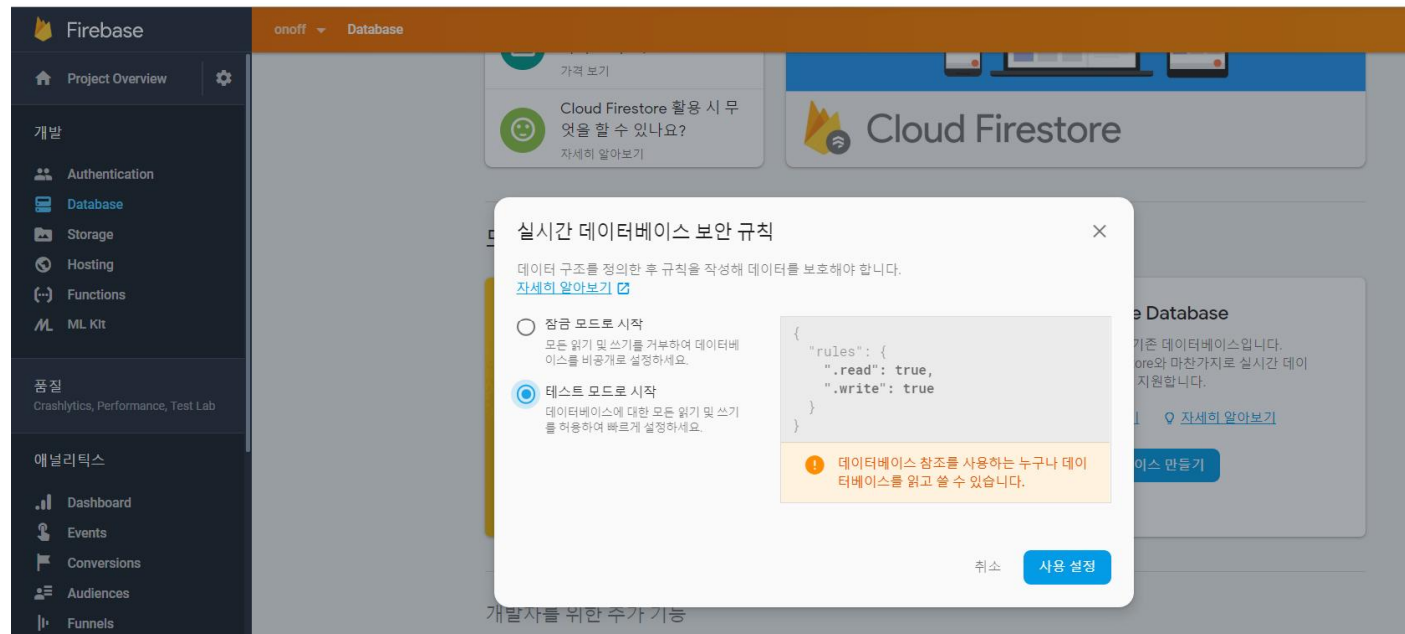 Firebase
onoff
Database
Project Overview
개발
Authentication
Database
Storage
Hosting
Functions
ML Kit
품질
Crashlytics, Performance, Test Lab
애널리틱스
Dashboard
Events
Conversions
Audiences
Funnels
가격 보기
Cloud Firestore 활용 시 무
엇을 할 수 있나요?
자세히 알아보기
Cloud Firestore
실시간 데이터베이스 보안 규칙
데이터 구조를 정의한 후 규칙을 작성해 데이터를 보호해야 합니다.
자세히 알아보기
잠금 모드로 시작
모든 읽기 및 쓰기를 거부하여 데이터베
이스를 비공개로 설정하세요.
테스트 모드로 시작
데이터베이스에 대한 모든 읽기 및 쓰기
를 허용하여 빠르게 설정하세요.
{
"rules": {
".read": true,
".write": true
}
}
데이터베이스 참조를 사용하는 누구나 데이
터베이스를 읽고 쓸 수 있습니다.
취소
사용 설정
e Database
기존 데이터베이스입니다.
ore와 마찬가지로 실시간 데이
지원합니다.
자세히 알아보기
이스 만들기
개발자를 위한 추가 기능